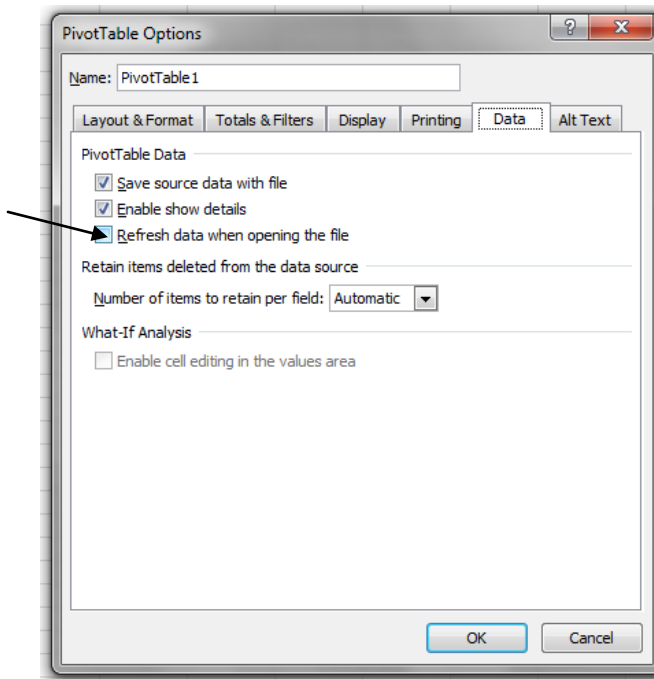 PivotTable Options
Name: PivotTable1
Layout & Format Totals & Filters Display Printing Data Alt Text
PivotTable Data
Save source data with file
Enable show details
Refresh data when opening the file
Retain items deleted from the data source
Number of items to retain per field: Automatic
What-If Analysis
Enable cell editing in the values area
OK Cancel